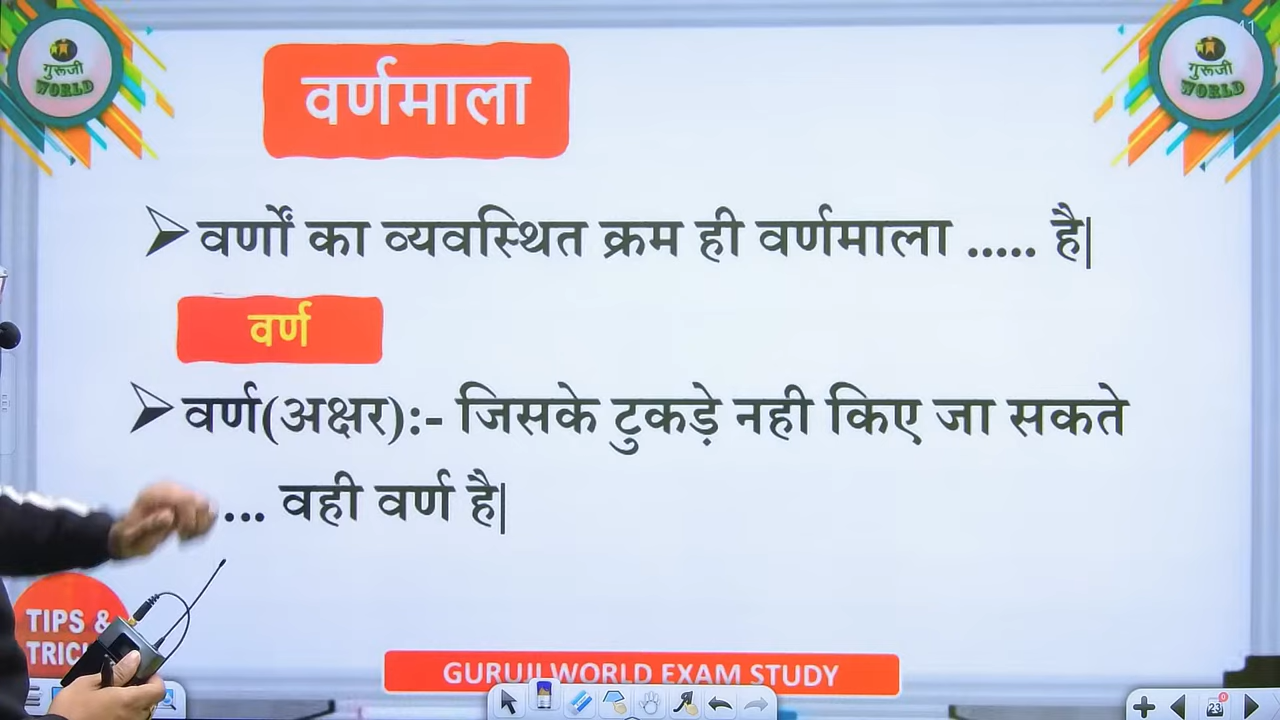 गुरूजी
WORLD
गुरूजी
WORLD
वर्णमाला
वर्णों का व्यवस्थित क्रम ही वर्णमाला ..... है|
वर्ण
वर्ण(अक्षर):- जिसके टुकड़े नही किए जा सकते
... वही वर्ण है|
TIPS &
GURUJI WORLD EXAM STUDY
23